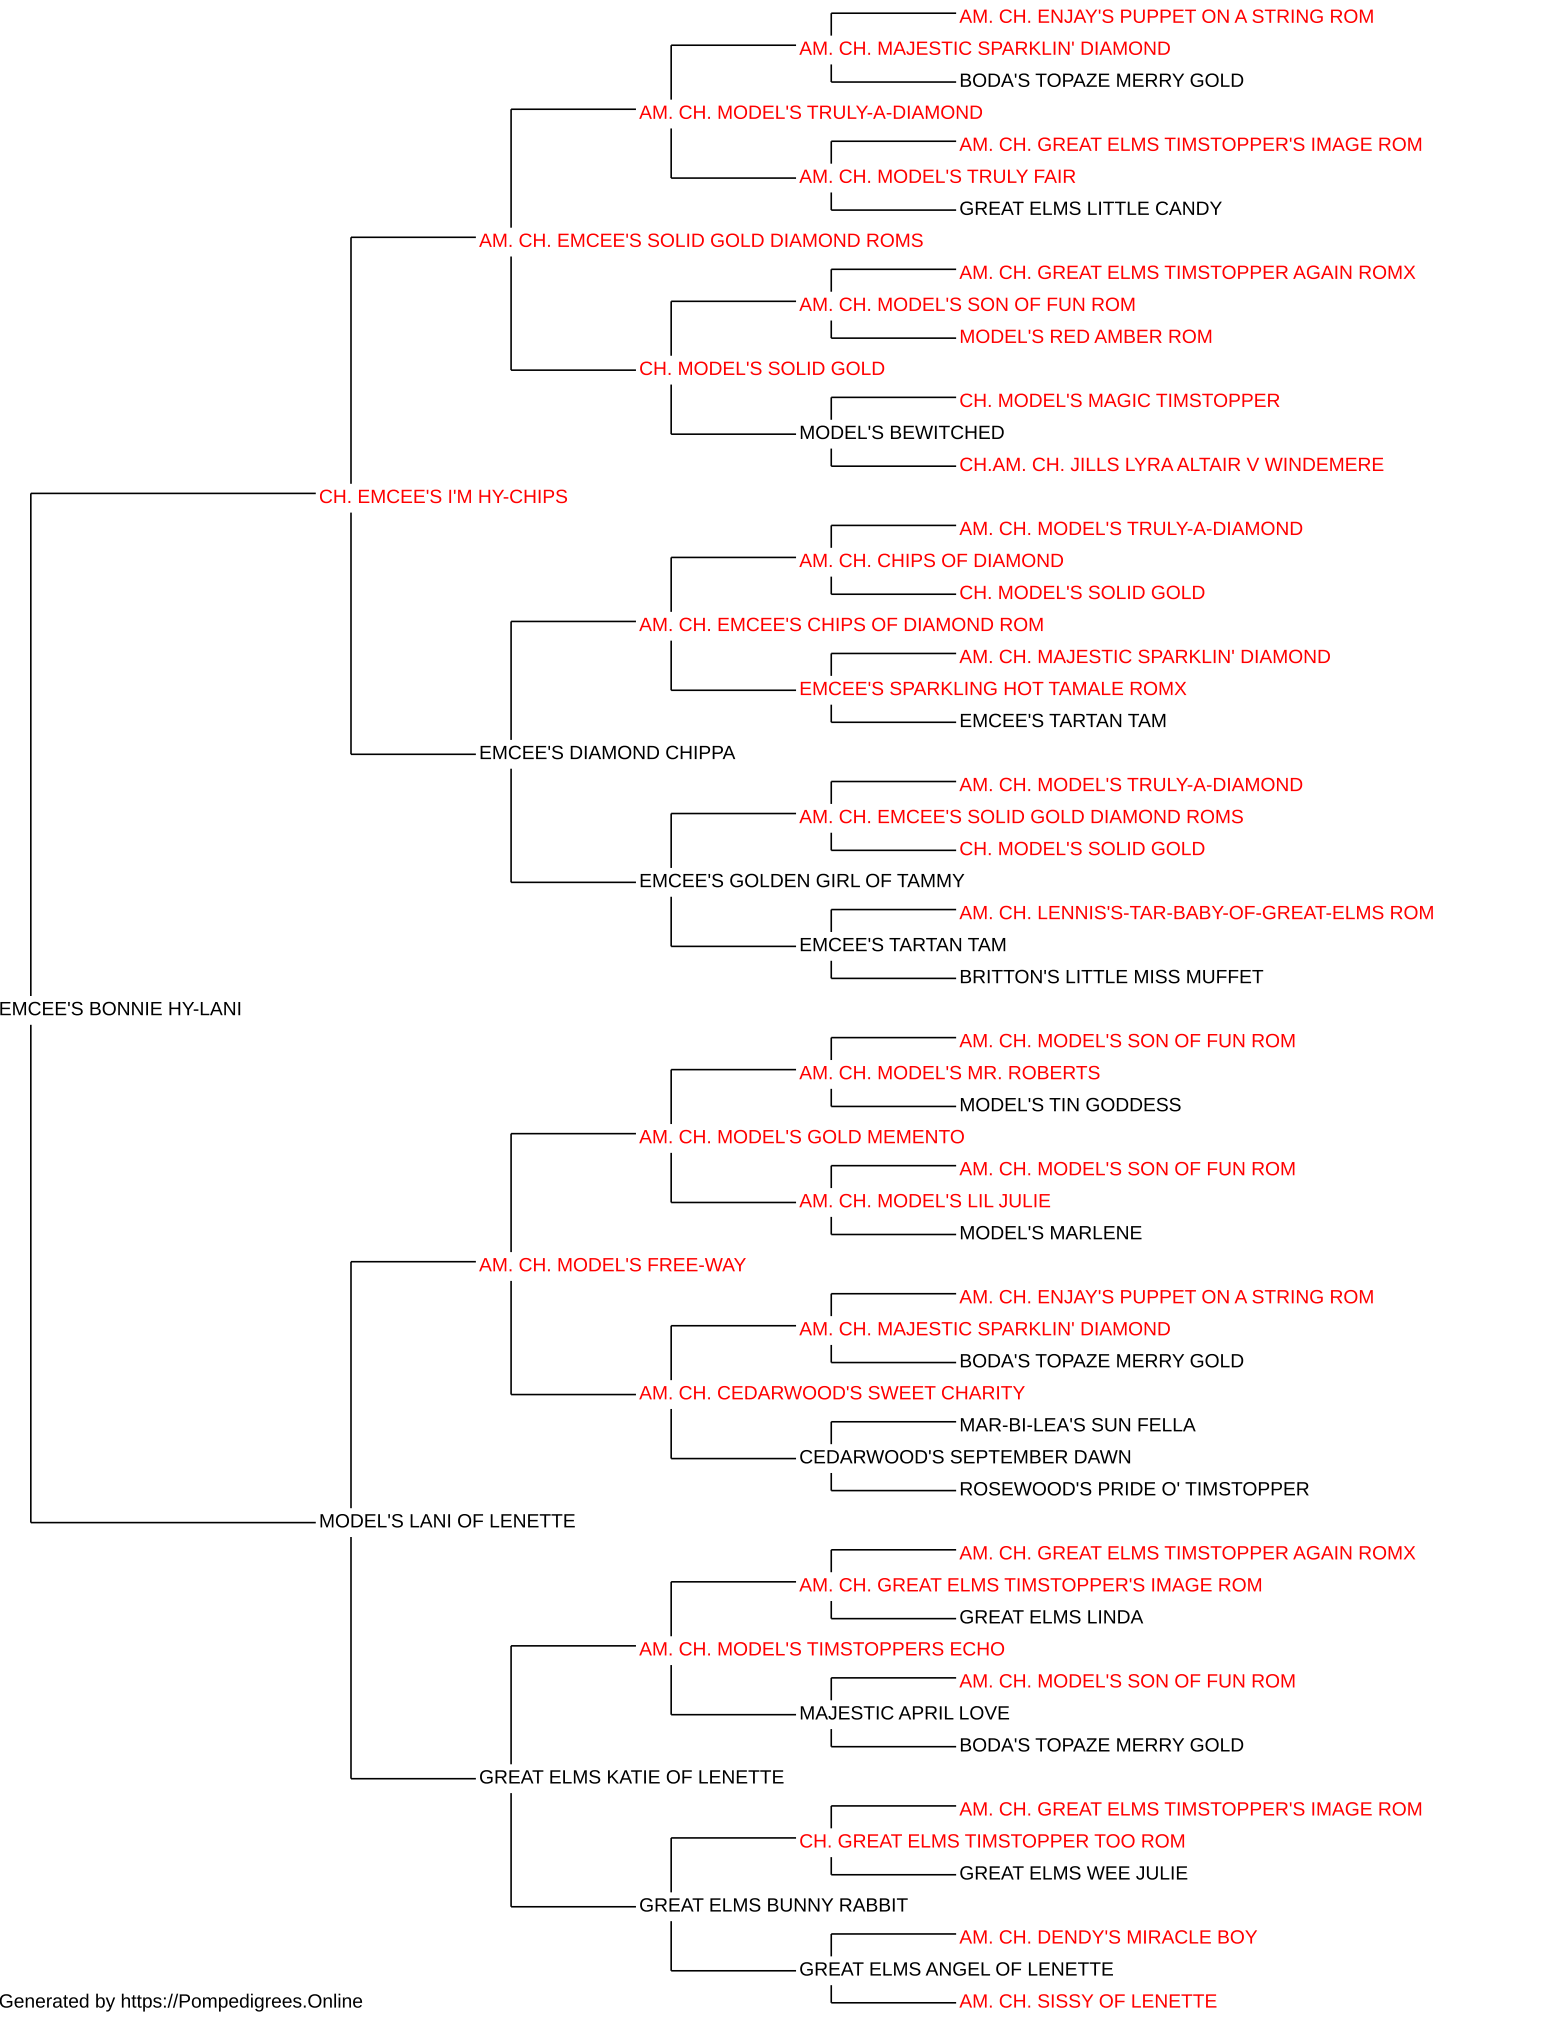 AM. CH. ENJAY'S PUPPET ON A STRING ROM
AM. CH. MAJESTIC SPARKLIN' DIAMOND
BODA'S TOPAZE MERRY GOLD
AM. CH. MODEL'S TRULY-A-DIAMOND
AM. CH. GREAT ELMS TIMSTOPPER'S IMAGE ROM
AM. CH. MODEL'S TRULY FAIR
GREAT ELMS LITTLE CANDY
AM. CH. EMCEE'S SOLID GOLD DIAMOND ROMS
AM. CH. GREAT ELMS TIMSTOPPER AGAIN ROMX
AM. CH. MODEL'S SON OF FUN ROM
MODEL'S RED AMBER ROM
CH. MODEL'S SOLID GOLD
CH. MODEL'S MAGIC TIMSTOPPER
MODEL'S BEWITCHED
CH.AM. CH. JILLS LYRA ALTAIR V WINDEMERE
CH. EMCEE'S I'M HY-CHIPS
AM. CH. MODEL'S TRULY-A-DIAMOND
AM. CH. CHIPS OF DIAMOND
CH. MODEL'S SOLID GOLD
AM. CH. EMCEE'S CHIPS OF DIAMOND ROM
AM. CH. MAJESTIC SPARKLIN' DIAMOND
EMCEE'S SPARKLING HOT TAMALE ROMX
EMCEE'S TARTAN TAM
EMCEE'S DIAMOND CHIPPA
AM. CH. MODEL'S TRULY-A-DIAMOND
AM. CH. EMCEE'S SOLID GOLD DIAMOND ROMS
CH. MODEL'S SOLID GOLD
EMCEE'S GOLDEN GIRL OF TAMMY
AM. CH. LENNIS'S-TAR-BABY-OF-GREAT-ELMS ROM
EMCEE'S TARTAN TAM
BRITTON'S LITTLE MISS MUFFET
EMCEE'S BONNIE HY-LANI
AM. CH. MODEL'S SON OF FUN ROM
AM. CH. MODEL'S MR. ROBERTS
MODEL'S TIN GODDESS
AM. CH. MODEL'S GOLD MEMENTO
AM. CH. MODEL'S SON OF FUN ROM
AM. CH. MODEL'S LIL JULIE
MODEL'S MARLENE
AM. CH. MODEL'S FREE-WAY
AM. CH. ENJAY'S PUPPET ON A STRING ROM
AM. CH. MAJESTIC SPARKLIN' DIAMOND
BODA'S TOPAZE MERRY GOLD
AM. CH. CEDARWOOD'S SWEET CHARITY
MAR-BI-LEA'S SUN FELLA
CEDARWOOD'S SEPTEMBER DAWN
ROSEWOOD'S PRIDE O' TIMSTOPPER
MODEL'S LANI OF LENETTE
AM. CH. GREAT ELMS TIMSTOPPER AGAIN ROMX
AM. CH. GREAT ELMS TIMSTOPPER'S IMAGE ROM
GREAT ELMS LINDA
AM. CH. MODEL'S TIMSTOPPERS ECHO
AM. CH. MODEL'S SON OF FUN ROM
MAJESTIC APRIL LOVE
BODA'S TOPAZE MERRY GOLD
GREAT ELMS KATIE OF LENETTE
AM. CH. GREAT ELMS TIMSTOPPER'S IMAGE ROM
CH. GREAT ELMS TIMSTOPPER TOO ROM
GREAT ELMS WEE JULIE
GREAT ELMS BUNNY RABBIT
AM. CH. DENDY'S MIRACLE BOY
GREAT ELMS ANGEL OF LENETTE
AM. CH. SISSY OF LENETTE
Generated by https://Pompedigrees.Online